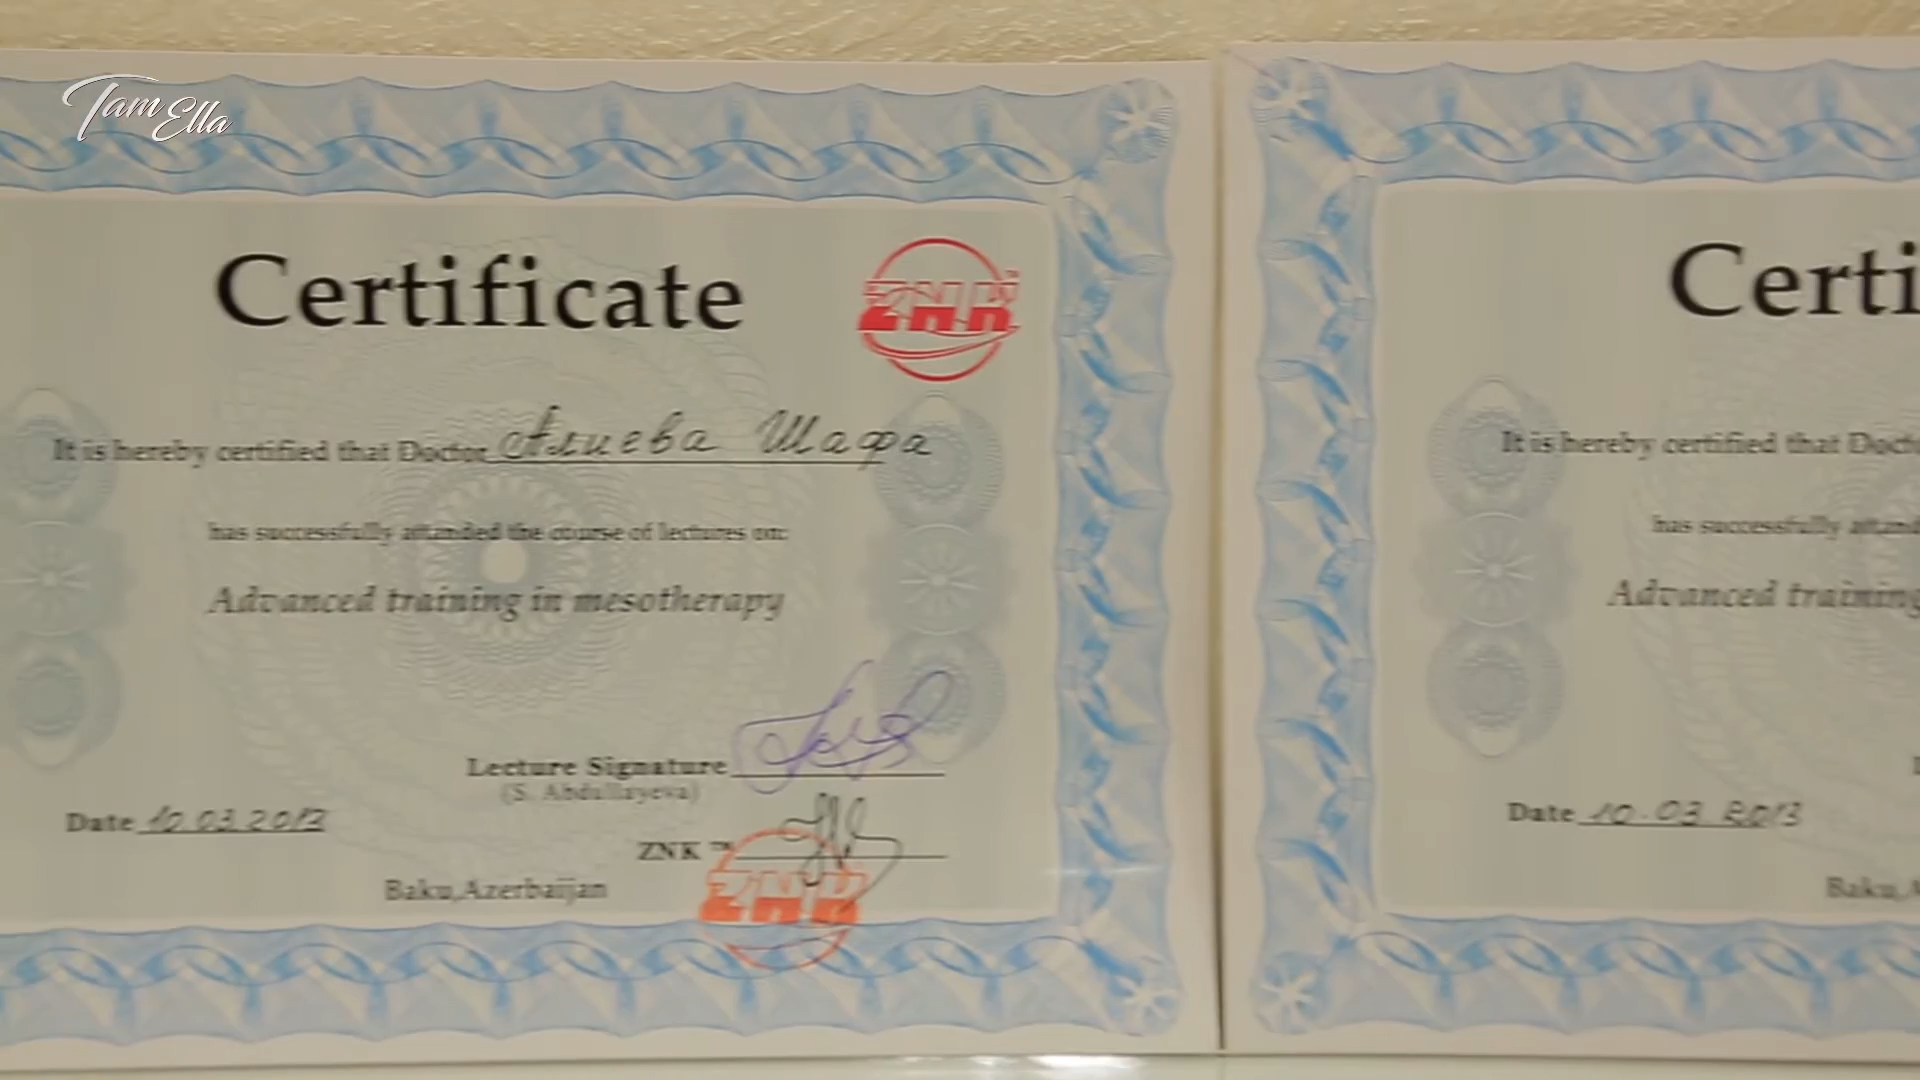 Tam Ella
Certificate
ZNK
It is hereby certified that Doctor Алиева Шафа
has successfully attanded the course of lectures on:
Advanced training in mesotherapy
Lecture Signature
(S. Abdullayeva)
Date 10.03.2013
ZNK ™
ZNK
Baku,Azerbaijan
Certi
It is hereby certified that Doct
has successfully attand
Advanced training
Date 10.03.2013
Baku,A